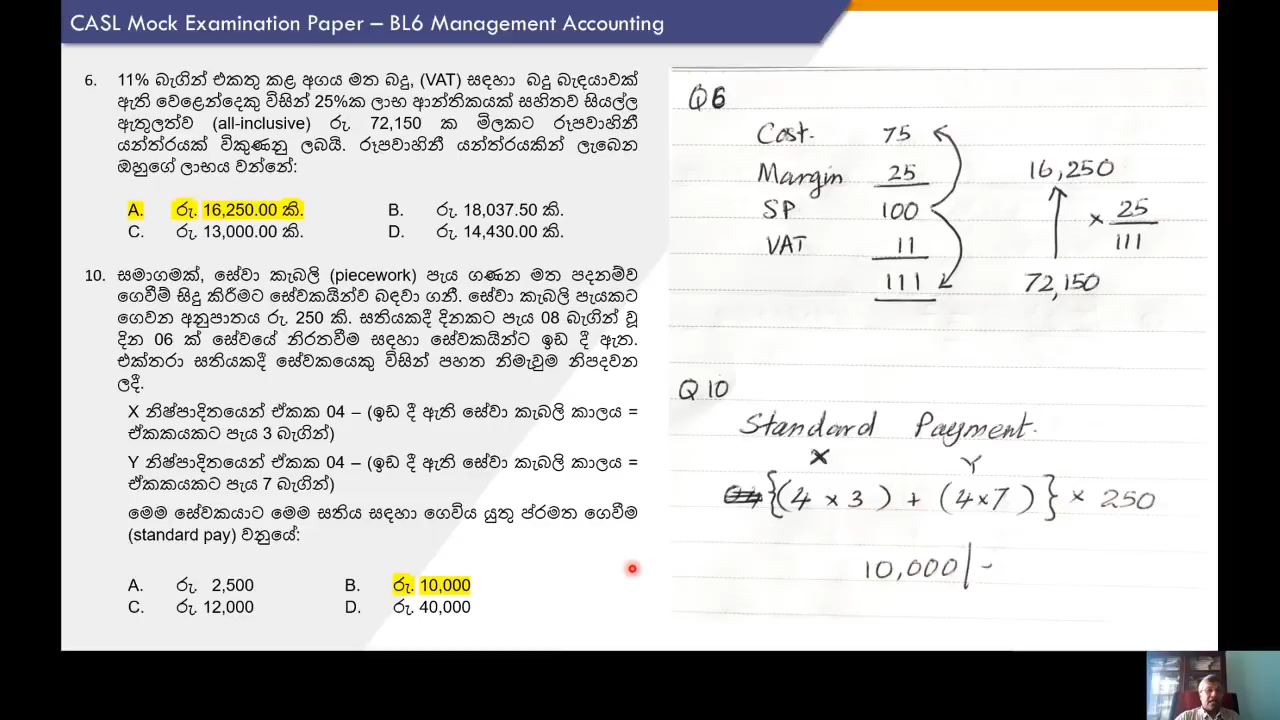 CASL Mock Examination Paper – BL6 Management Accounting
6. 11% බැගින් එකතු කළ අගය මත බදු, (VAT) සඳහා බදු බැඳයාවක්
ඇති වෙළෙන්දෙකු විසින් 25%ක ලාභ ආන්තිකයක් සහිතව සියල්ල
ඇතුලත්ව (all-inclusive) රු. 72,150 ක මිලකට රූපවාහිනී
යන්ත්‍රයක් විකුණනු ලබයි. රූපවාහිනී යන්ත්‍රයකින් ලැබෙන
ඔහුගේ ලාභය වන්නේ:
A. රු. 16,250.00 කි. B. රු. 18,037.50 කි.
C. රු. 13,000.00 කි. D. රු. 14,430.00 කි.
10. සමාගමක්, සේවා කැබලි (piecework) පැය ගණන මත පදනම්ව
ගෙවීම් සිදු කිරීමට සේවකයින්ව බඳවා ගනී. සේවා කැබලි පැයකට
ගෙවන අනුපාතය රු. 250 කි. සතියකදී දිනකට පැය 08 බැගින් වූ
දින 06 ක් සේවයේ නිරතවීම සඳහා සේවකයින්ට ඉඩ දී ඇත.
එක්තරා සතියකදී සේවකයෙකු විසින් පහත නිමැවුම නිපදවන
ලදී.
X නිෂ්පාදිතයෙන් ඒකක 04 – (ඉඩ දී ඇති සේවා කැබලි කාලය =
ඒකකයකට පැය 3 බැගින්)
Y නිෂ්පාදිතයෙන් ඒකක 04 – (ඉඩ දී ඇති සේවා කැබලි කාලය =
ඒකකයකට පැය 7 බැගින්)
මෙම සේවකයාට මෙම සතිය සඳහා ගෙවිය යුතු ප්‍රමත ගෙවීම
(standard pay) වනුයේ:
A. රු. 2,500 B. රු. 10,000
C. රු. 12,000 D. රු. 40,000
Q6
Cost. 75
Margin 25
SP 100
VAT 11
111
16,250
× 25
111
72,150
Q 10
Standard Payment.
X Y
{(4 × 3) + (4×7)} × 250
10,000/-